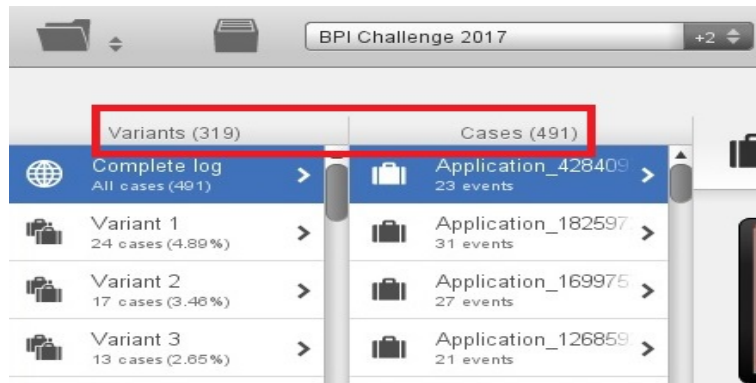 BPI Challenge 2017
+2
Variants (319)
Cases (491)
Complete log
All cases (491)
Application_428409
23 events
Variant 1
24 cases (4.89%)
Application_182597
31 events
Variant 2
17 cases (3.46%)
Application_169975
27 events
Variant 3
13 cases (2.65%)
Application_126859
21 events